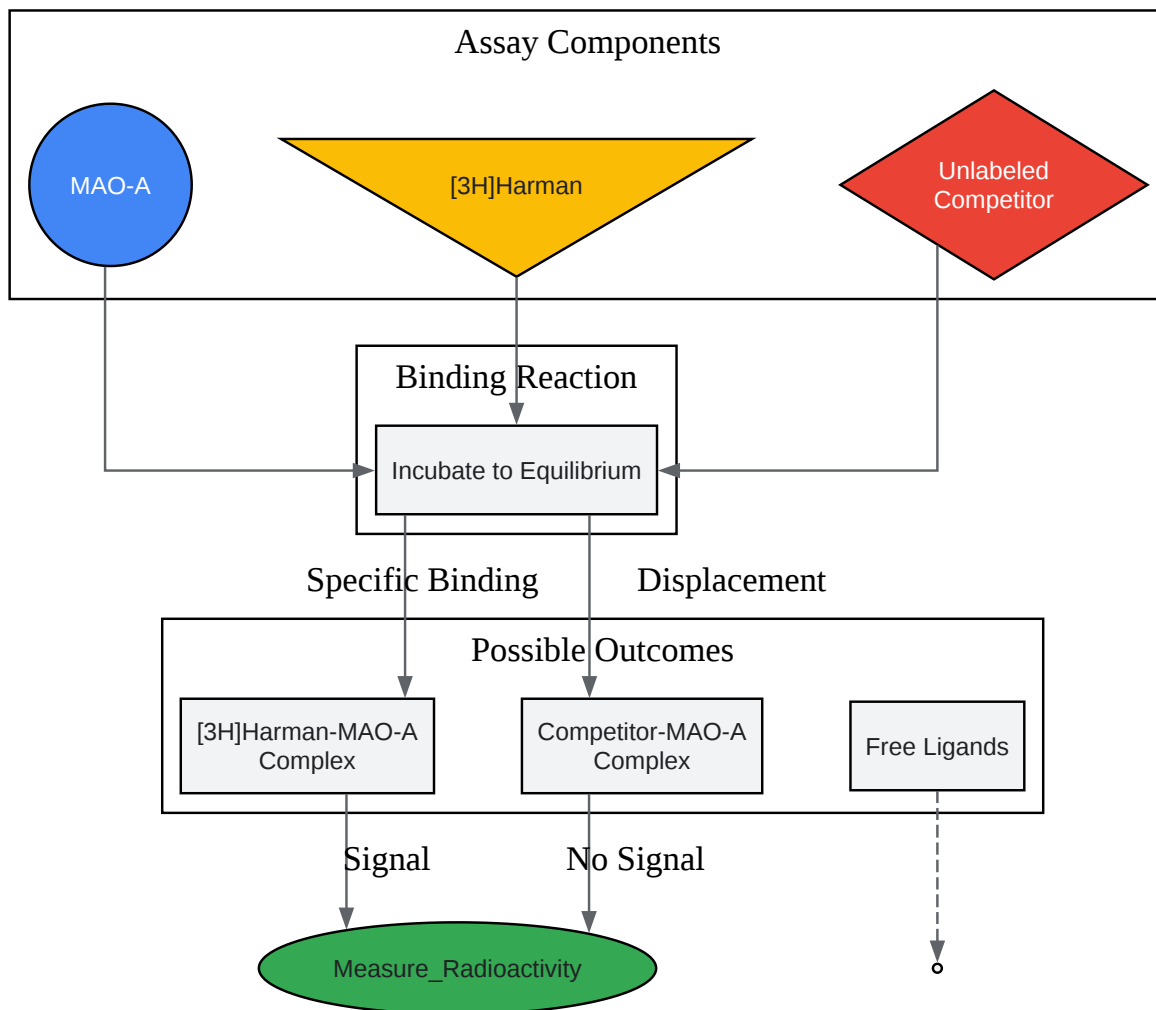 Assay Components
MAO-A
[3H]Harman
Unlabeled
Competitor
Binding Reaction
Incubate to Equilibrium
Specific Binding
Displacement
Possible Outcomes
[3H]Harman-MAO-A
Complex
Competitor-MAO-A
Complex
Free Ligands
Signal
No Signal
Measure_Radioactivity